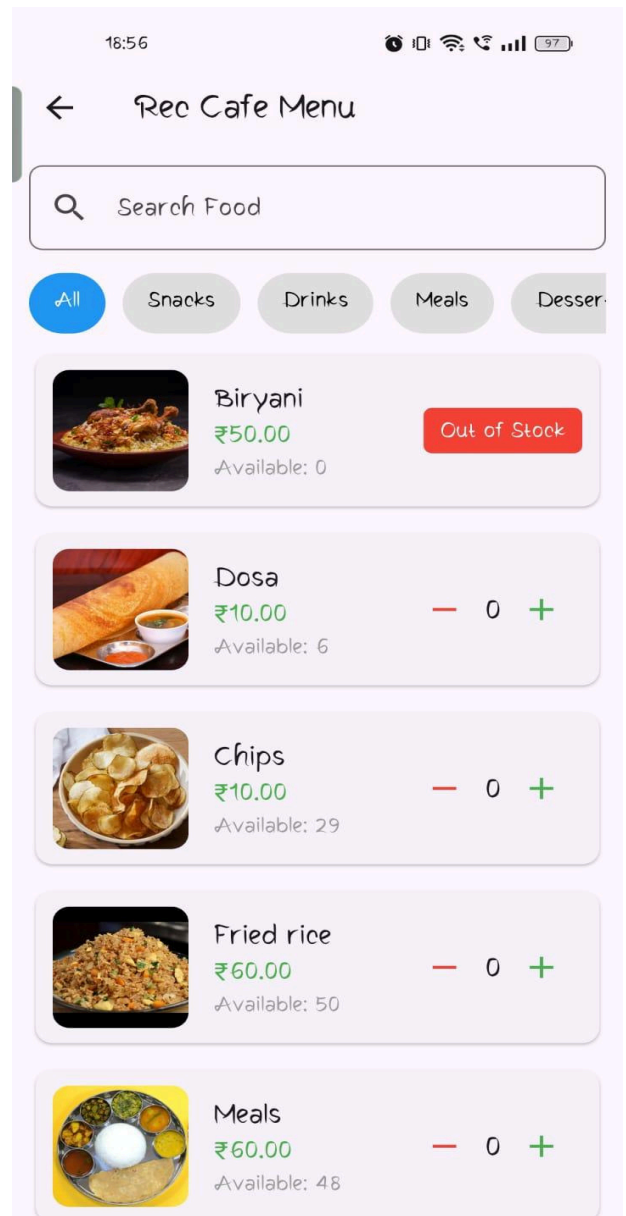 18:56
97
Rec Cafe Menu
Search Food
All Snacks Drinks Meals Desser
Biryani
₹50.00
Available: 0
Out of Stock
Dosa
₹10.00
Available: 6
0
Chips
₹10.00
Available: 29
0
Fried rice
₹60.00
Available: 50
0
Meals
₹60.00
Available: 48
0